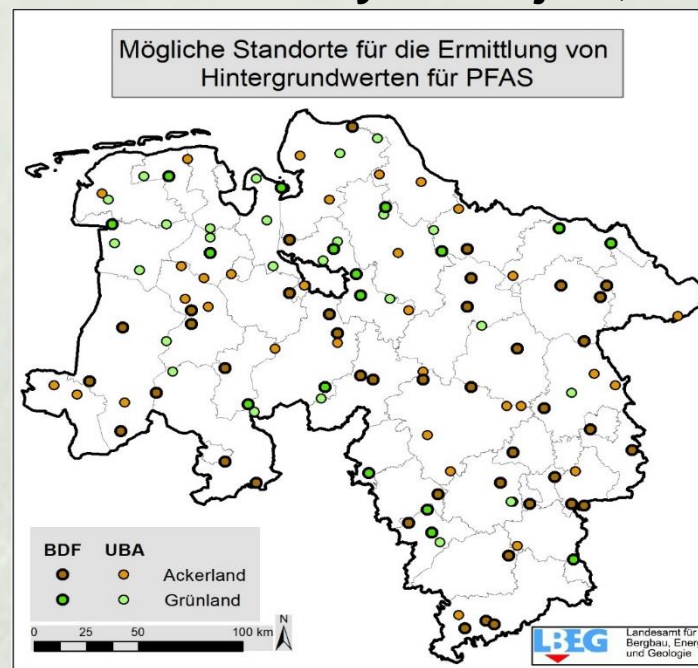 Mögliche Standorte für die Ermittlung von
Hintergrundwerten für PFAS
BDF UBA
Ackerland
Grünland
0 25 50 100 km
N
LBEG
Landesamt für
Bergbau, Energ
und Geologie